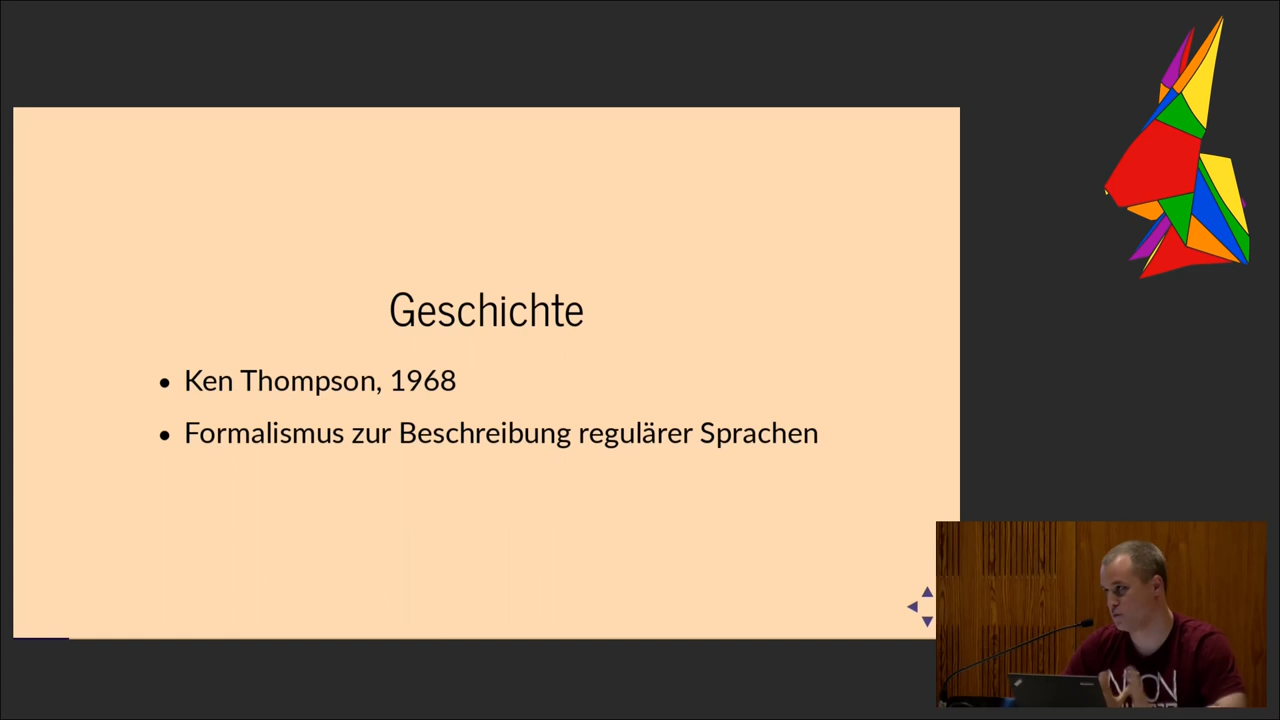 Geschichte
Ken Thompson, 1968
Formalismus zur Beschreibung regulärer Sprachen